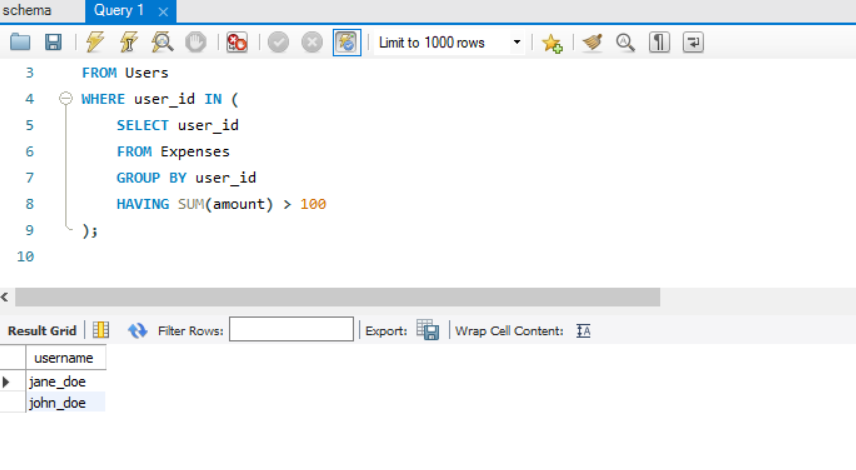 schema
Query 1
Limit to 1000 rows
3 FROM Users
4 WHERE user_id IN (
5 SELECT user_id
6 FROM Expenses
7 GROUP BY user_id
8 HAVING SUM(amount) > 100
9 );
10
Result Grid Filter Rows: Export: Wrap Cell Content:
username
jane_doe
john_doe